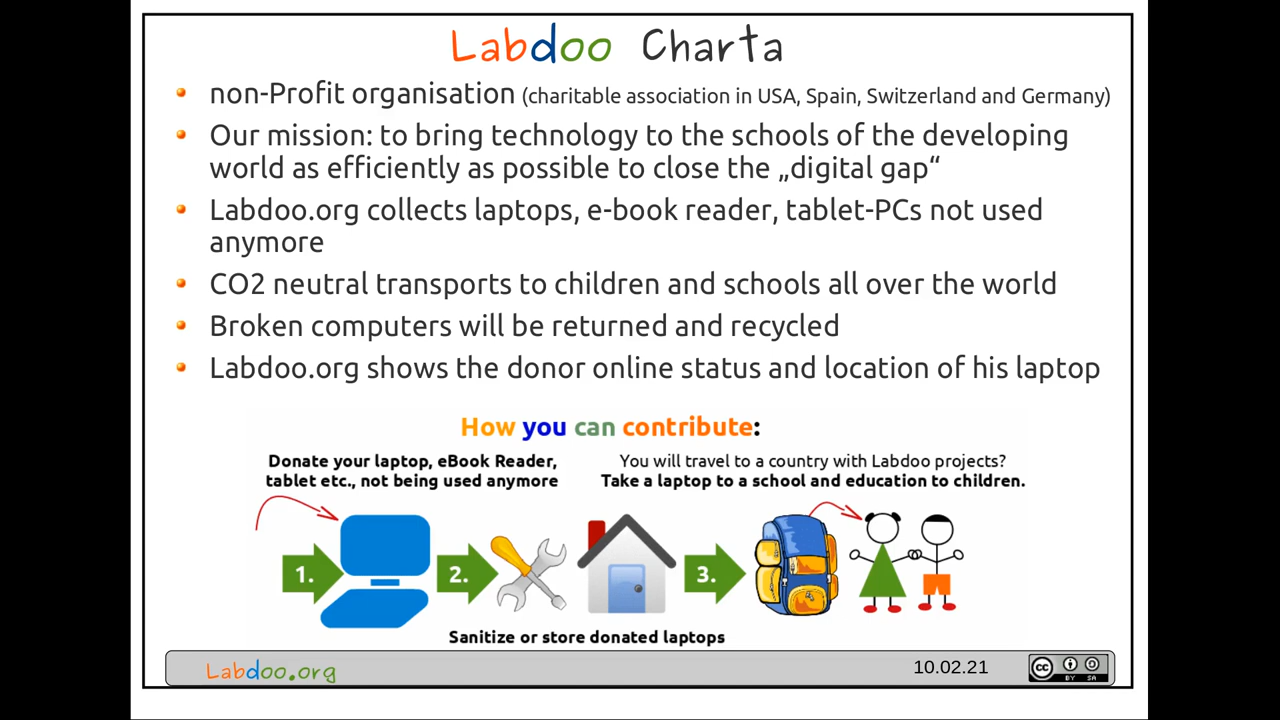 Labdoo Charta
non-Profit organisation (charitable association in USA, Spain, Switzerland and Germany)
Our mission: to bring technology to the schools of the developing
world as efficiently as possible to close the „digital gap“
Labdoo.org collects laptops, e-book reader, tablet-PCs not used
anymore
CO2 neutral transports to children and schools all over the world
Broken computers will be returned and recycled
Labdoo.org shows the donor online status and location of his laptop
How you can contribute:
Donate your laptop, eBook Reader,
tablet etc., not being used anymore
You will travel to a country with Labdoo projects?
Take a laptop to a school and education to children.
1.
2.
3.
Sanitize or store donated laptops
Labdoo.org
10.02.21
cc
BY SA